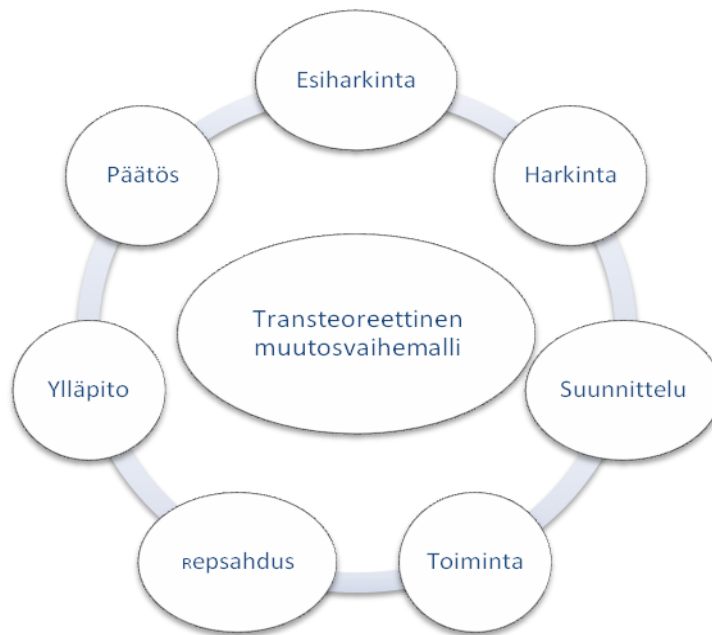 Esiharkinta
Harkinta
Suunnittelu
Toiminta
Repsahdus
Ylläpito
Päätös
Transteoreettinen
muutosvaihemalli